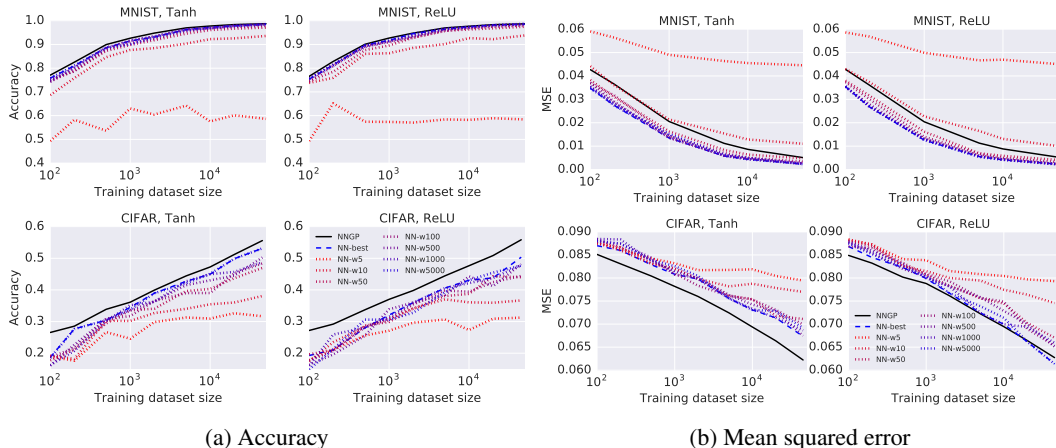 MNIST, Tanh
1.0
0.9
0.8
0.7
0.6
0.5
0.4
Accuracy
10^2 10^3 10^4
Training dataset size
MNIST, ReLU
1.0
0.9
0.8
0.7
0.6
0.5
0.4
10^2 10^3 10^4
Training dataset size
CIFAR, Tanh
0.6
0.5
0.4
0.3
0.2
Accuracy
10^2 10^3 10^4
Training dataset size
CIFAR, ReLU
0.6
0.5
0.4
0.3
0.2
NNGP
NN-best
NN-w5
NN-w10
NN-w50
NN-w100
NN-w500
NN-w1000
NN-w5000
10^2 10^3 10^4
Training dataset size
(a) Accuracy
MNIST, Tanh
0.06
0.05
0.04
0.03
0.02
0.01
0.00
MSE
10^2 10^3 10^4
Training dataset size
MNIST, ReLU
0.06
0.05
0.04
0.03
0.02
0.01
0.00
10^2 10^3 10^4
Training dataset size
CIFAR, Tanh
0.090
0.085
0.080
0.075
0.070
0.065
0.060
MSE
10^2 10^3 10^4
Training dataset size
CIFAR, ReLU
0.090
0.085
0.080
0.075
0.070
0.065
0.060
NNGP
NN-best
NN-w5
NN-w10
NN-w50
NN-w100
NN-w500
NN-w1000
NN-w5000
10^2 10^3 10^4
Training dataset size
(b) Mean squared error